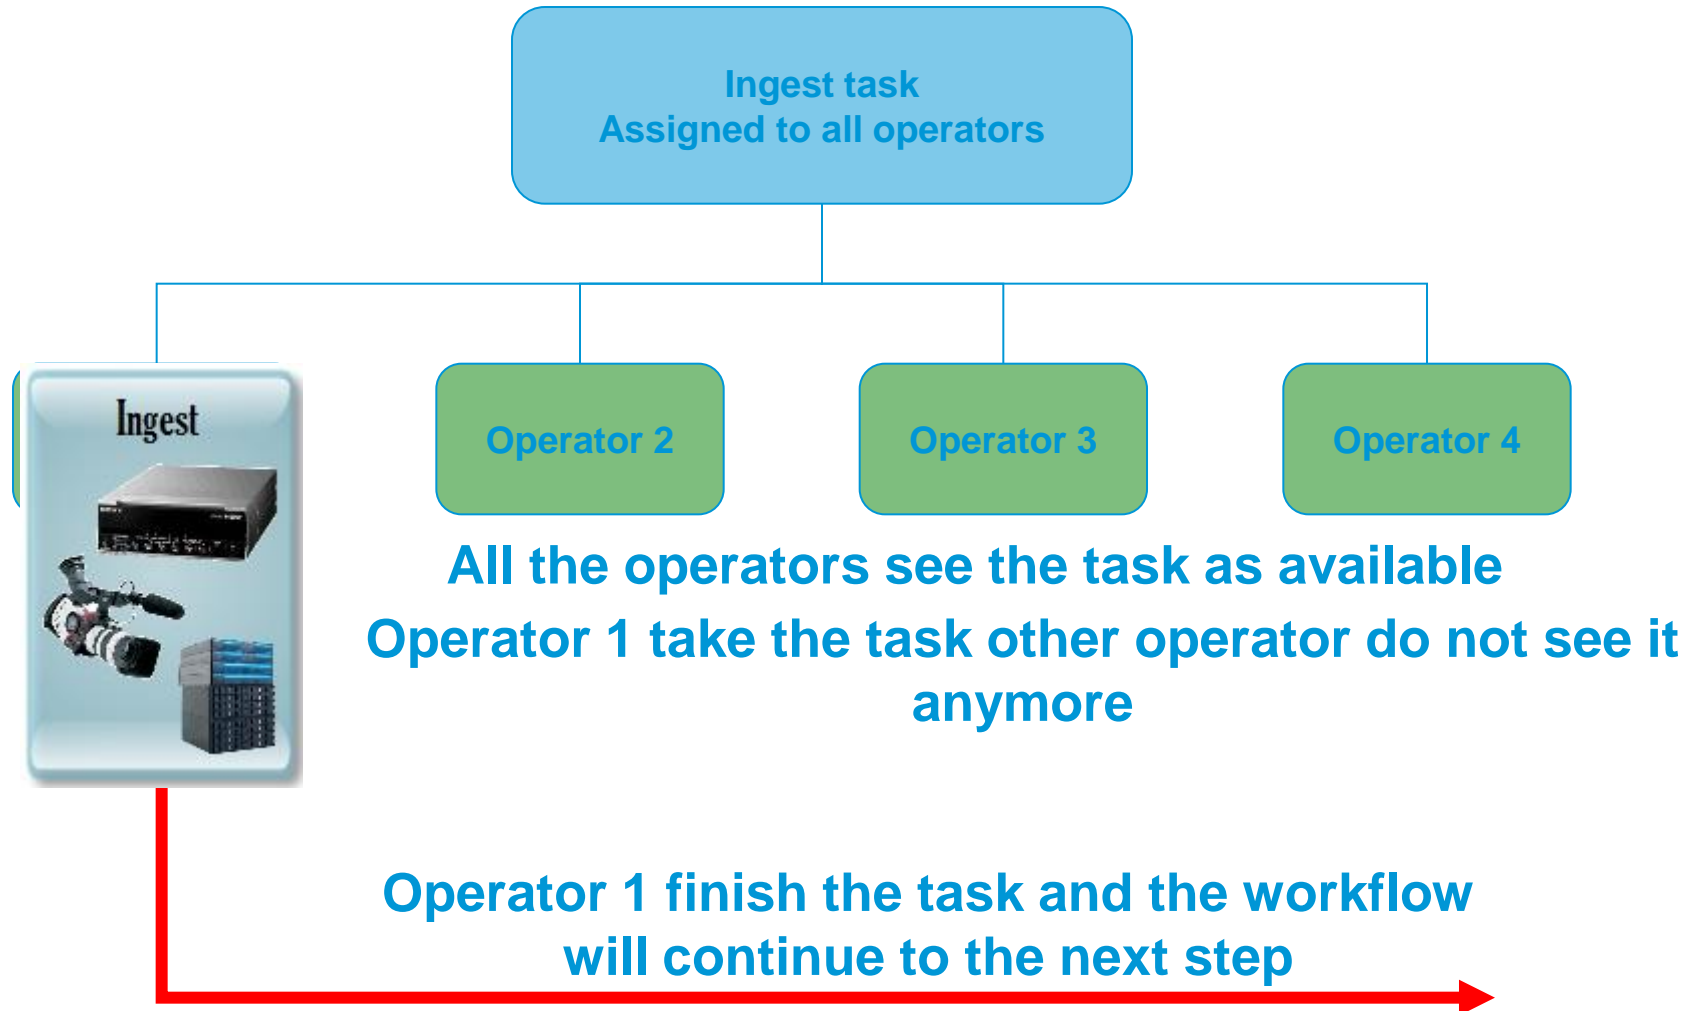 Ingest task
Assigned to all operators
Ingest
Operator 2
Operator 3
Operator 4
All the operators see the task as available
Operator 1 take the task other operator do not see it
anymore
Operator 1 finish the task and the workflow
will continue to the next step